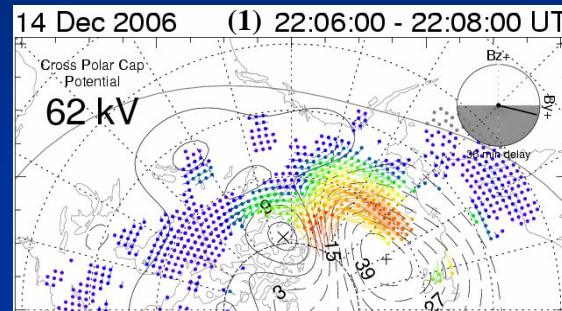 14 Dec 2006 (1) 22:06:00 - 22:08:00 UT
Bz+
Cross Polar Cap
Potential
62 kV
By+
38 min delay
9
15
39
3
27